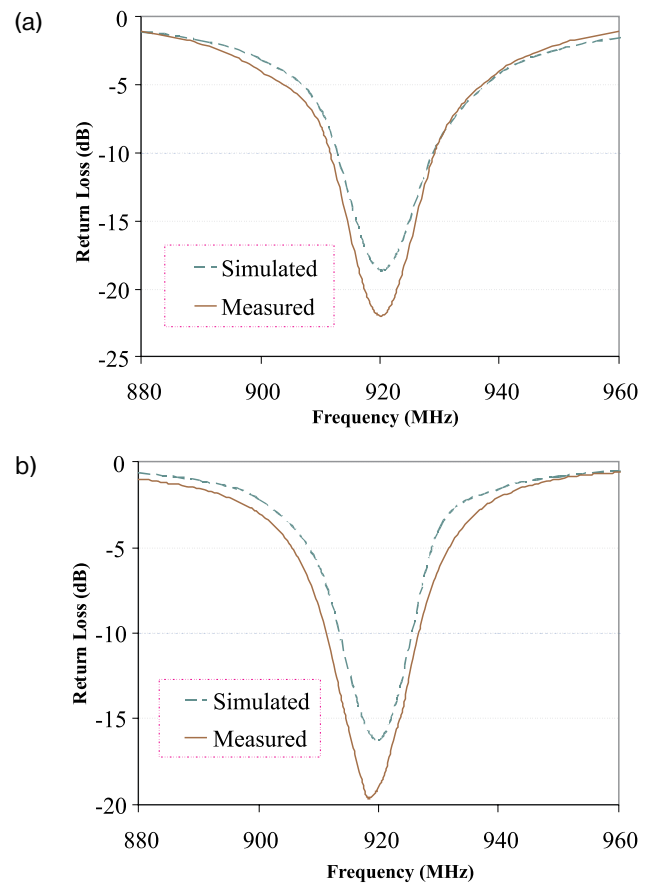 (a)
0
-5
-10
-15
-20
-25
Return Loss (dB)
Simulated
Measured
880 900 920 940 960
Frequency (MHz)
b)
0
-5
-10
-15
-20
Return Loss (dB)
Simulated
Measured
880 900 920 940 960
Frequency (MHz)